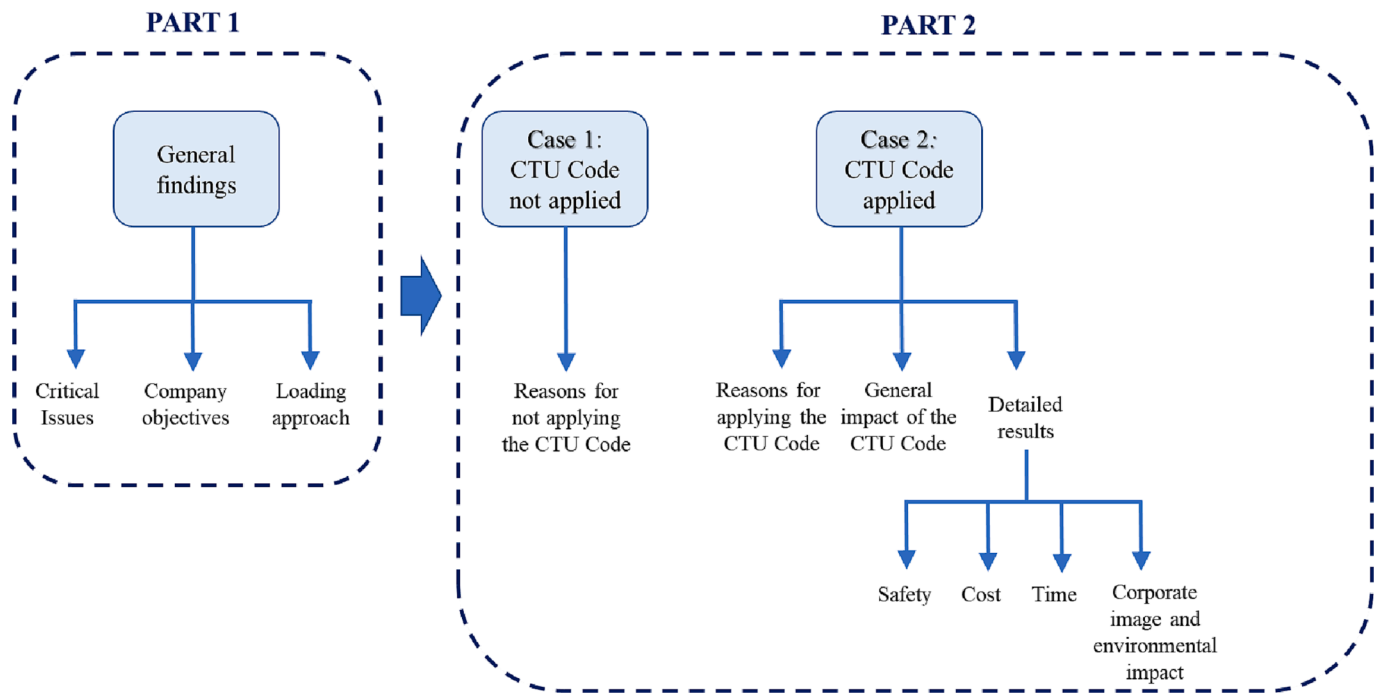 PART 1
General
findings
Critical
Issues
Company
objectives
Loading
approach
PART 2
Case 1:
CTU Code
not applied
Reasons for
not applying
the CTU Code
Case 2:
CTU Code
applied
Reasons for
applying the
CTU Code
General
impact of the
CTU Code
Detailed
results
Safety
Cost
Time
Corporate
image and
environmental
impact